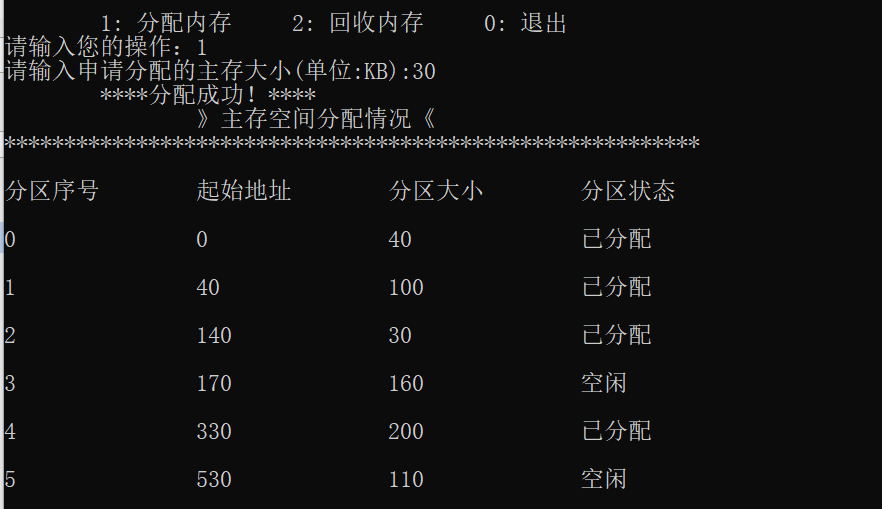 1: 分配内存 2: 回收内存 0: 退出
请输入您的操作：1
请输入申请分配的主存大小(单位:KB):30
****分配成功！****
》主存空间分配情况《
**********************************************************
分区序号 起始地址 分区大小 分区状态
0 0 40 已分配
1 40 100 已分配
2 140 30 已分配
3 170 160 空闲
4 330 200 已分配
5 530 110 空闲